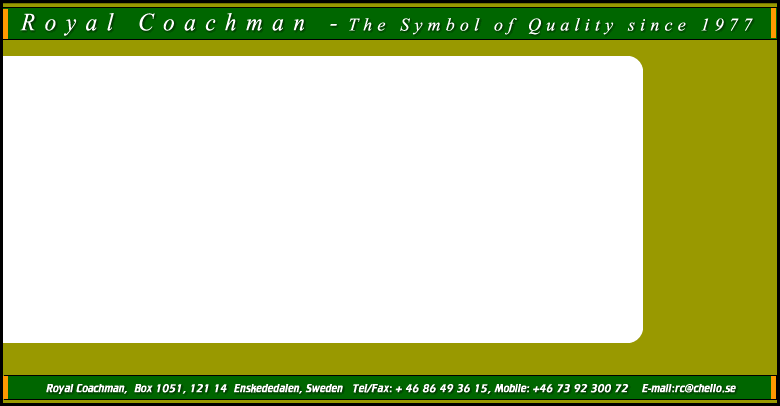 Royal Coachman - The Symbol of Quality since 1977
Royal Coachman, Box 1051, 121 14 Enskededalen, Sweden Tel/Fax: + 46 86 49 36 15, Mobile: +46 73 92 300 72 E-mail:rc@chello.se